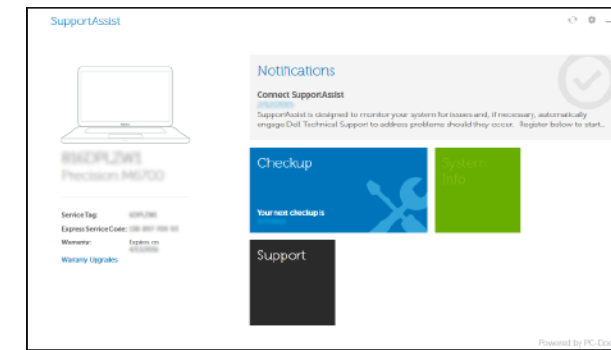 SupportAssist
Notifications
Connect SupportAssist
SupportAssist is designed to monitor your system for issues and, if necessary, automatically
engage Dell Technical Support to address problems should they occur. Register below to start...
Precision M6700
Checkup
Your next checkup is
System
Info
Service Tag:
Express Service Code:
Warranty: Expires on
Warranty Upgrades
Support
Powered by PC-Doc